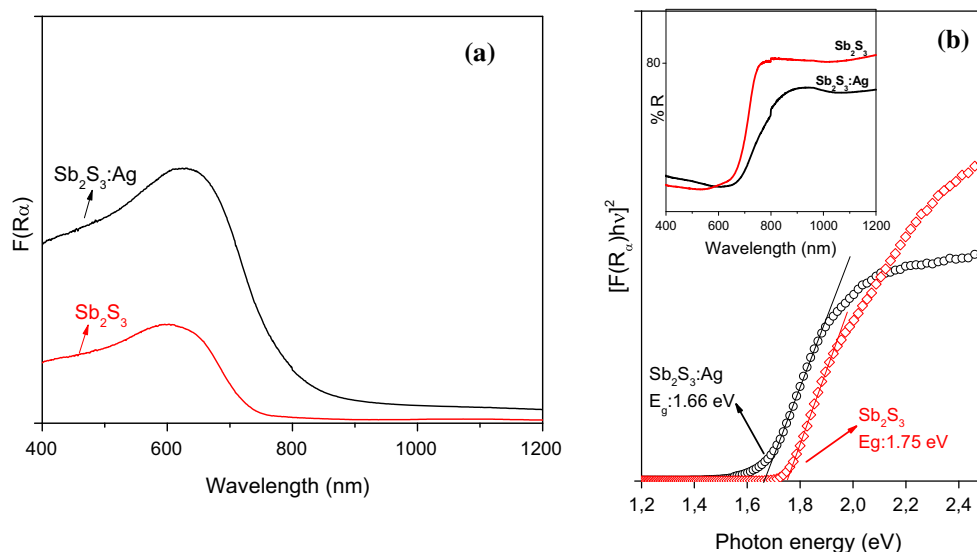 (a)
Sb₂S₃:Ag
Sb₂S₃
F(Rα)
400 600 800 1000 1200
Wavelength (nm)
(b)
80
%R
Sb₂S₃
Sb₂S₃:Ag
400 600 800 1000 1200
Wavelength (nm)
[F(R_α)hν]²
Sb₂S₃:Ag
E_g:1.66 eV
Sb₂S₃
Eg:1.75 eV
1,2 1,4 1,6 1,8 2,0 2,2 2,4
Photon energy (eV)